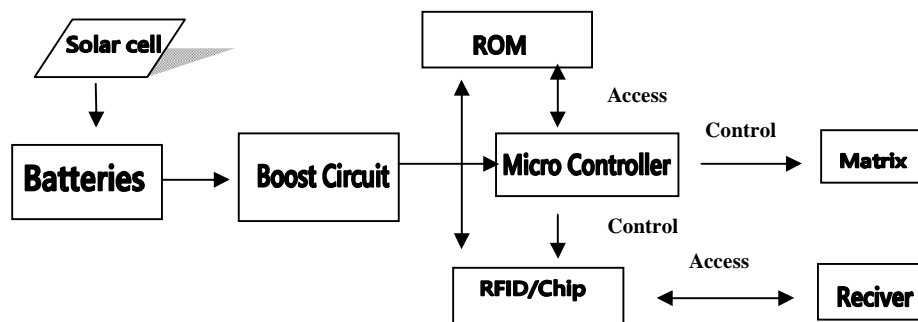 Solar cell
ROM
Access
Control
Batteries
Boost Circuit
Micro Controller
Matrix
Control
Access
RFID/Chip
Reciver